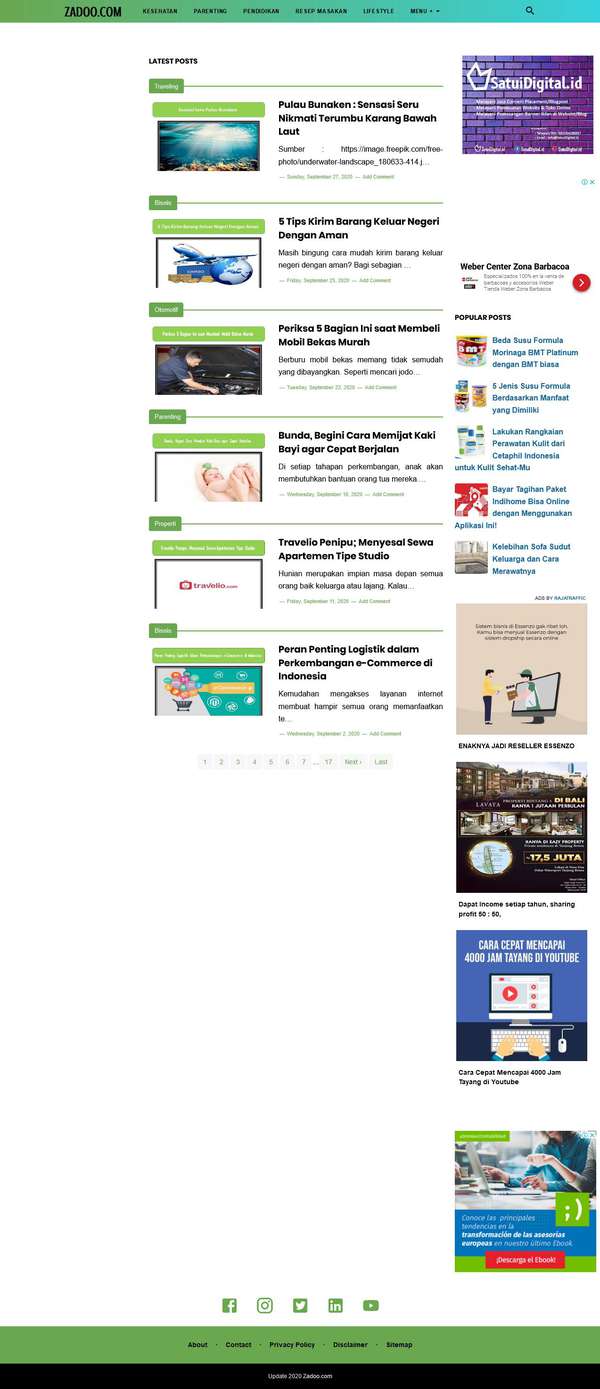 ZADOO.COM
KESEHATAN PARENTING PENDIDIKAN RESEP MASAKAN LIFESTYLE MENU +
LATEST POSTS
Traveling
Pulau Bunaken : Sensasi Seru
Nikmati Terumbu Karang Bawah
Laut
Sumber : https://image.freepik.com/free-
photo/underwater-landscape_180633-414.j…
— Sunday, September 27, 2020 — Add Comment
Bisnis
5 Tips Kirim Barang Keluar Negeri Dengan Aman
5 Tips Kirim Barang Keluar Negeri
Dengan Aman
Masih bingung cara mudah kirim barang keluar
negeri dengan aman? Bagi sebagian …
— Friday, September 25, 2020 — Add Comment
Otomotif
Periksa 5 Bagian Ini saat Membeli Mobil Bekas Murah
Periksa 5 Bagian Ini saat Membeli
Mobil Bekas Murah
Berburu mobil bekas memang tidak semudah
yang dibayangkan. Seperti mencari jodo…
— Tuesday, September 22, 2020 — Add Comment
Parenting
Bunda, Begini Cara Memijat Kaki Bayi agar Cepat Berjalan
Bunda, Begini Cara Memijat Kaki
Bayi agar Cepat Berjalan
Di setiap tahapan perkembangan, anak akan
membutuhkan bantuan orang tua mereka …
— Wednesday, September 16, 2020 — Add Comment
Properti
Travelio Penipu; Menyesal Sewa Apartemen Tipe Studio
travelio.com
Travelio Penipu; Menyesal Sewa
Apartemen Tipe Studio
Hunian merupakan impian masa depan semua
orang baik keluarga atau lajang. Kalau…
— Friday, September 11, 2020 — Add Comment
Bisnis
Peran Penting Logistik dalam Perkembangan e-Commerce di Indonesia
Peran Penting Logistik dalam
Perkembangan e-Commerce di
Indonesia
Kemudahan mengakses layanan internet
membuat hampir semua orang memanfaatkan
te…
— Wednesday, September 2, 2020 — Add Comment
1 2 3 4 5 6 7 ... 17 Next › Last
SatuiDigital.id
Weber Center Zona Barbacoa
Especializados 100% en la venta de
barbacoas y accesorios Weber
Tienda Weber Zona Barbacoa
POPULAR POSTS
BMT
Beda Susu Formula
Morinaga BMT Platinum
dengan BMT biasa
5 Jenis Susu Formula
Berdasarkan Manfaat
yang Dimiliki
Lakukan Rangkaian
Perawatan Kulit dari
Cetaphil Indonesia
untuk Kulit Sehat-Mu
Bayar Tagihan Paket
Indihome Bisa Online
dengan Menggunakan
Aplikasi Ini!
Kelebihan Sofa Sudut
Keluarga dan Cara
Merawatnya
ADS BY RAJATRAFFIC
Sistem bisnis di Essenzo gak ribet loh.
Kamu bisa menjual Essenzo dengan
sistem dropship secara online
ENAKNYA JADI RESELLER ESSENZO
LAVAYA
PROPERTI BINTANG 5 DI BALI
HANYA 1 JUTAAN PERBULAN
HANYA DI EAZY PROPERTY
~17,5 JUTA
Dapat income setiap tahun, sharing
profit 50 : 50,
CARA CEPAT MENCAPAI
4000 JAM TAYANG DI YOUTUBE
Cara Cepat Mencapai 4000 Jam
Tayang di Youtube
;)
Conoce las principales
tendencias en la
transformación de las asesorías
europeas en nuestro último Ebook.
¡Descarga el Ebook!
About · Contact · Privacy Policy · Disclaimer · Sitemap
Update 2020 Zadoo.com